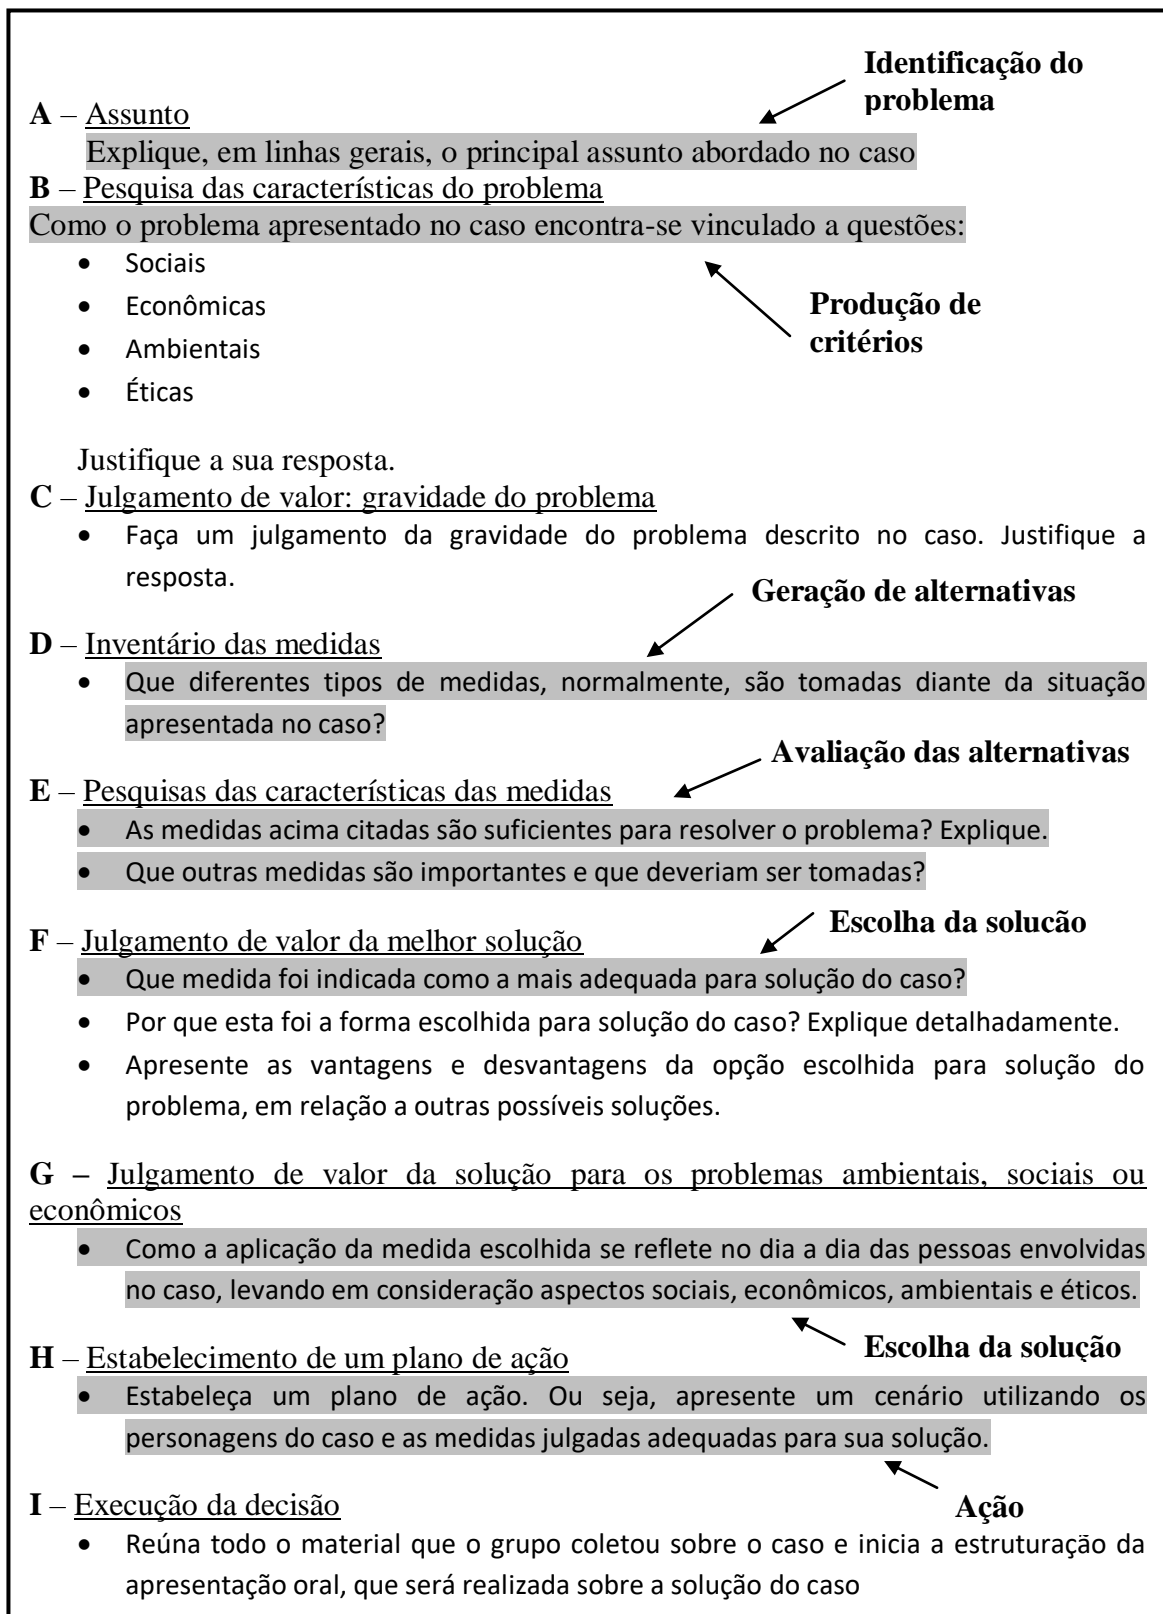 Identificação do
problema
A – Assunto
Explique, em linhas gerais, o principal assunto abordado no caso
B – Pesquisa das características do problema
Como o problema apresentado no caso encontra-se vinculado a questões:
• Sociais
• Econômicas
• Ambientais
• Éticas
Produção de
critérios
Justifique a sua resposta.
C – Julgamento de valor: gravidade do problema
• Faça um julgamento da gravidade do problema descrito no caso. Justifique a
resposta.
Geração de alternativas
D – Inventário das medidas
• Que diferentes tipos de medidas, normalmente, são tomadas diante da situação
apresentada no caso?
Avaliação das alternativas
E – Pesquisas das características das medidas
• As medidas acima citadas são suficientes para resolver o problema? Explique.
• Que outras medidas são importantes e que deveriam ser tomadas?
Escolha da solucão
F – Julgamento de valor da melhor solução
• Que medida foi indicada como a mais adequada para solução do caso?
• Por que esta foi a forma escolhida para solução do caso? Explique detalhadamente.
• Apresente as vantagens e desvantagens da opção escolhida para solução do
problema, em relação a outras possíveis soluções.
G – Julgamento de valor da solução para os problemas ambientais, sociais ou
econômicos
• Como a aplicação da medida escolhida se reflete no dia a dia das pessoas envolvidas
no caso, levando em consideração aspectos sociais, econômicos, ambientais e éticos.
Escolha da solução
H – Estabelecimento de um plano de ação
• Estabeleça um plano de ação. Ou seja, apresente um cenário utilizando os
personagens do caso e as medidas julgadas adequadas para sua solução.
Ação
I – Execução da decisão
• Reúna todo o material que o grupo coletou sobre o caso e inicia a estruturação da
apresentação oral, que será realizada sobre a solução do caso